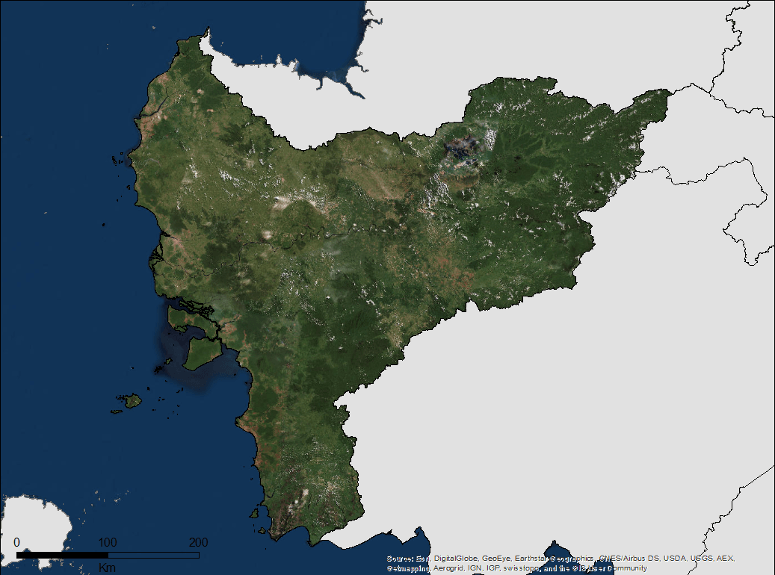 0 100 200
Km
Source: Esri, DigitalGlobe, GeoEye, Earthstar Geographics, CNES/Airbus DS, USDA, USGS, AEX,
Getmapping, Aerogrid, IGN, IGP, swisstopo, and the GIS User Community